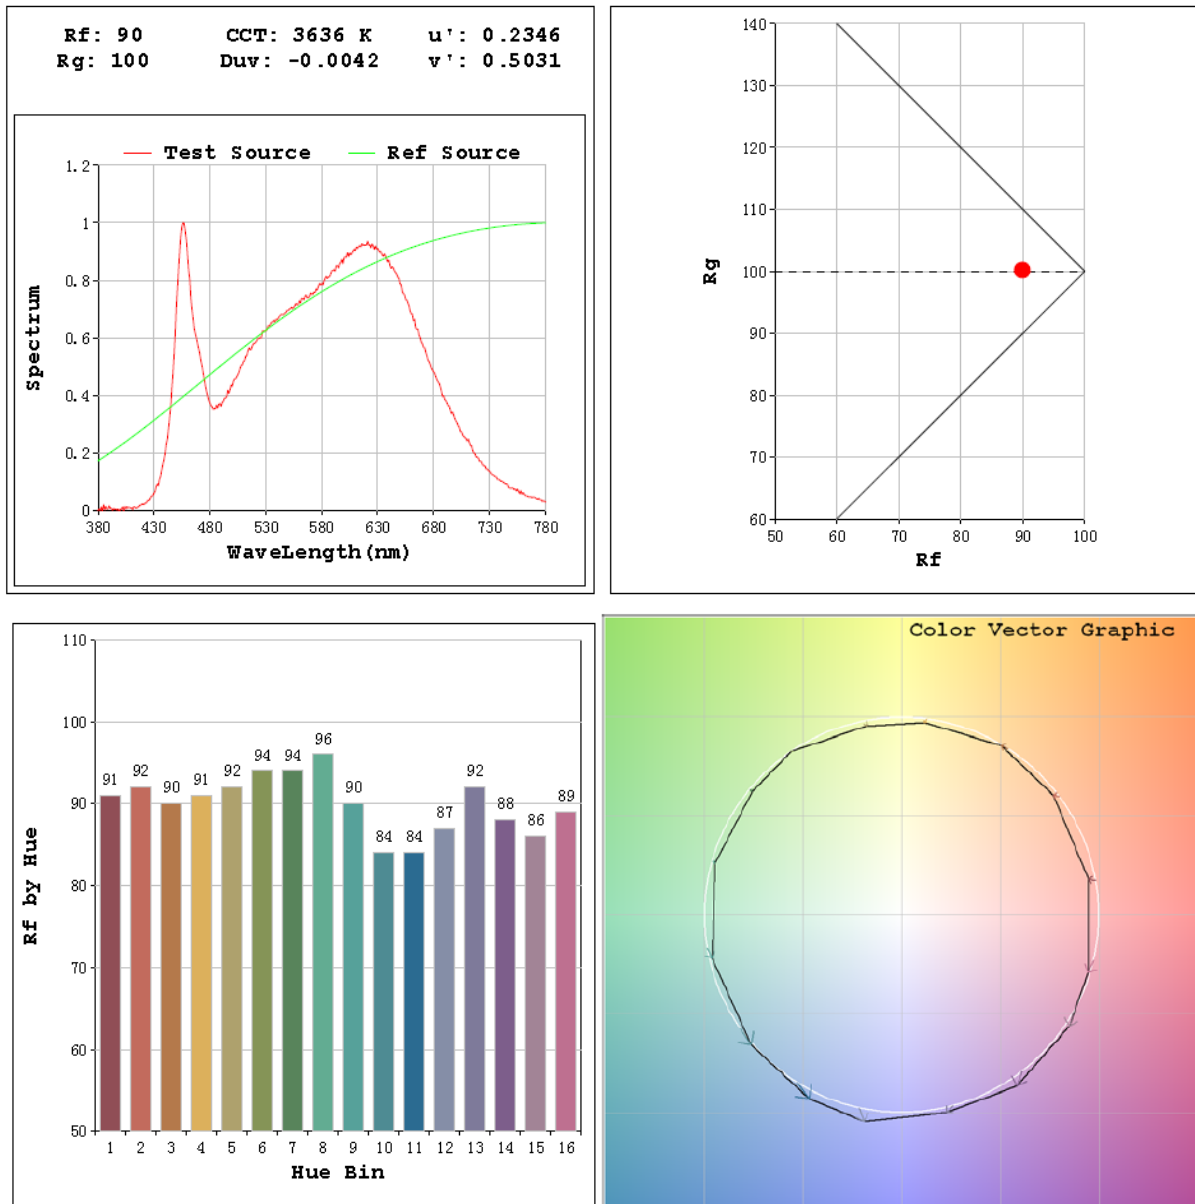 Rf: 90 CCT: 3636 K u': 0.2346
Rg: 100 Duv: -0.0042 v': 0.5031
Test Source Ref Source
1.2
1
0.8
0.6
0.4
0.2
0
Spectrum
380 430 480 530 580 630 680 730 780
WaveLength(nm)
140
130
120
110
100
90
80
70
60
Rg
50 60 70 80 90 100
Rf
110
100
90
80
70
60
50
Rf by Hue
91 92 90 91 92 94 94 96 90 84 84 87 92 88 86 89
1 2 3 4 5 6 7 8 9 10 11 12 13 14 15 16
Hue Bin
Color Vector Graphic